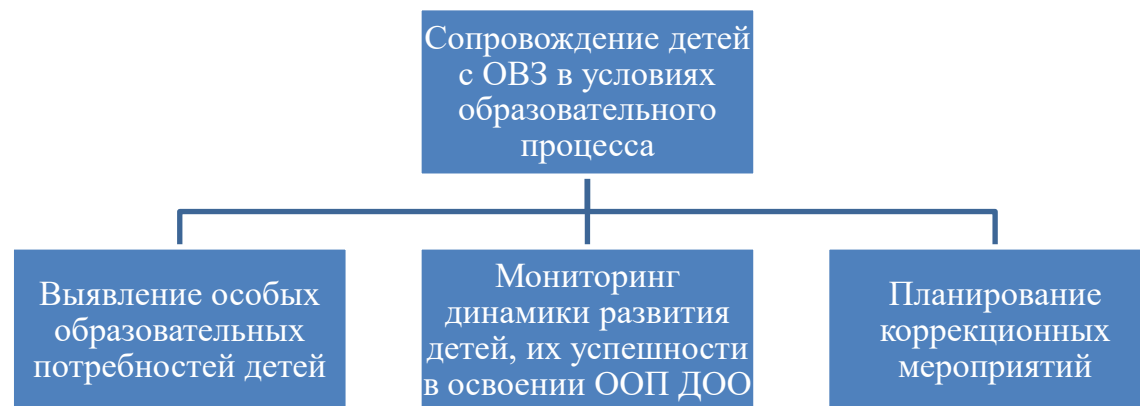 Сопровождение детей
с ОВЗ в условиях
образовательного
процесса
Выявление особых
образовательных
потребностей детей
Мониторинг
динамики развития
детей, их успешности
в освоении ООП ДОО
Планирование
коррекционных
мероприятий